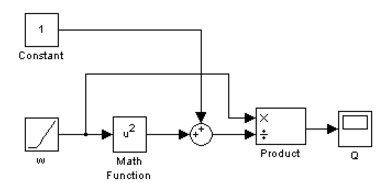 1
Constant
w
u²
Math
Function
+
+
×
÷
Product
Q